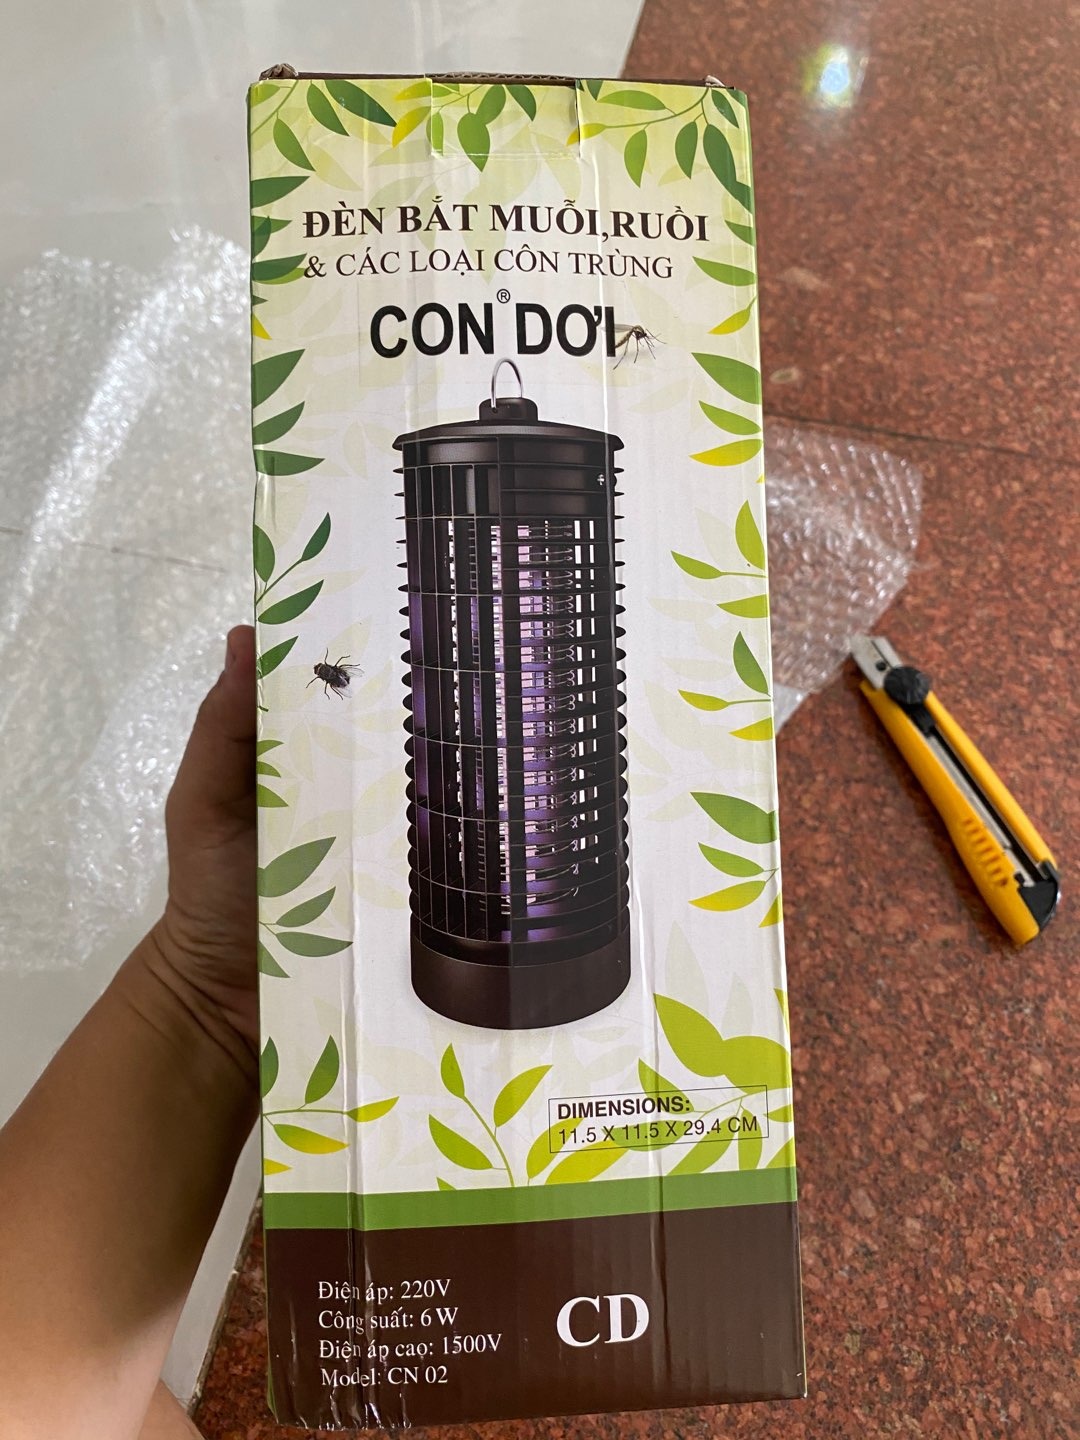 ĐÈN BẮT MUỖI,RUỒI
& CÁC LOẠI CÔN TRÙNG
CON DƠI®
DIMENSIONS:
11.5 X 11.5 X 29.4 CM
Điện áp: 220V
Công suất: 6 W
Điện áp cao: 1500V
Model: CN 02
CD